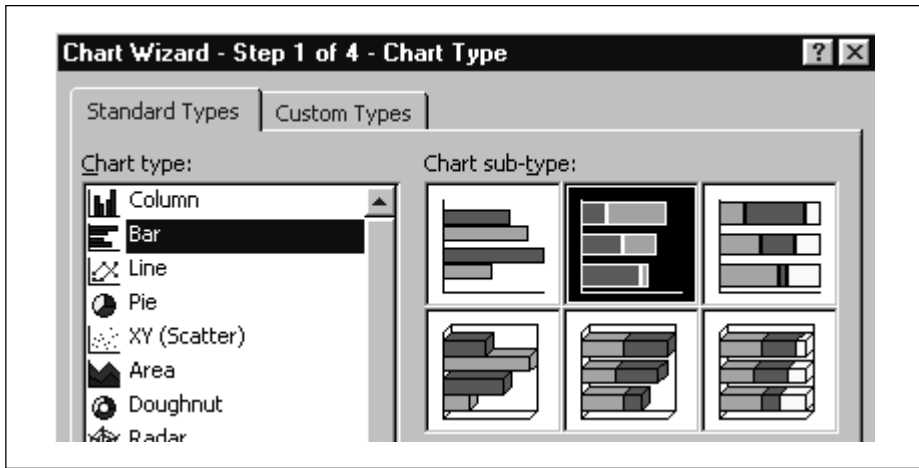 Chart Wizard - Step 1 of 4 - Chart Type
Standard Types
Custom Types
Chart type:
Chart sub-type:
Column
Bar
Line
Pie
XY (Scatter)
Area
Doughnut
Radar